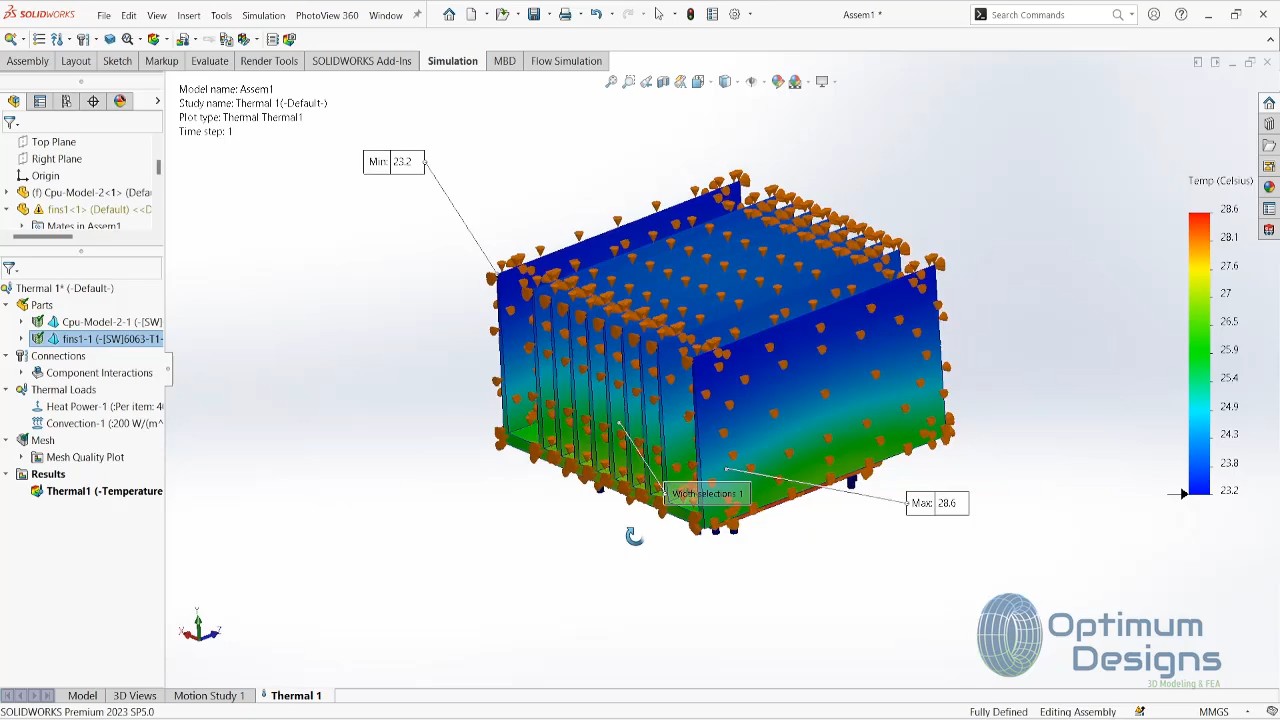 SOLIDWORKS
File
Edit
View
Insert
Tools
Simulation
PhotoView 360
Window
Assem1 *
Search Commands
Assembly
Layout
Sketch
Markup
Evaluate
Render Tools
SOLIDWORKS Add-Ins
Simulation
MBD
Flow Simulation
Model name: Assem1
Study name: Thermal 1(-Default-)
Plot type: Thermal Thermal1
Time step: 1
Top Plane
Right Plane
Origin
(f) Cpu-Model-2<1> (Defau
fins1<1> (Default) <<D
Mates in Assem1
Thermal 1* (-Default-)
Parts
Cpu-Model-2-1 (-[SW]
fins1-1 (-[SW]6063-T1-
Connections
Component Interactions
Thermal Loads
Heat Power-1 (:Per item: 4
Convection-1 (:200 W/(m^
Mesh
Mesh Quality Plot
Results
Thermal1 (-Temperature
Min: 23.2
Max: 28.6
Width selections 1
Temp (Celsius)
28.6
28.1
27.6
27
26.5
25.9
25.4
24.9
24.3
23.8
23.2
Y
X
Z
Optimum
Designs
3D Modeling & FEA
Model
3D Views
Motion Study 1
Thermal 1
SOLIDWORKS Premium 2023 SP5.0
Fully Defined
Editing Assembly
MMGS